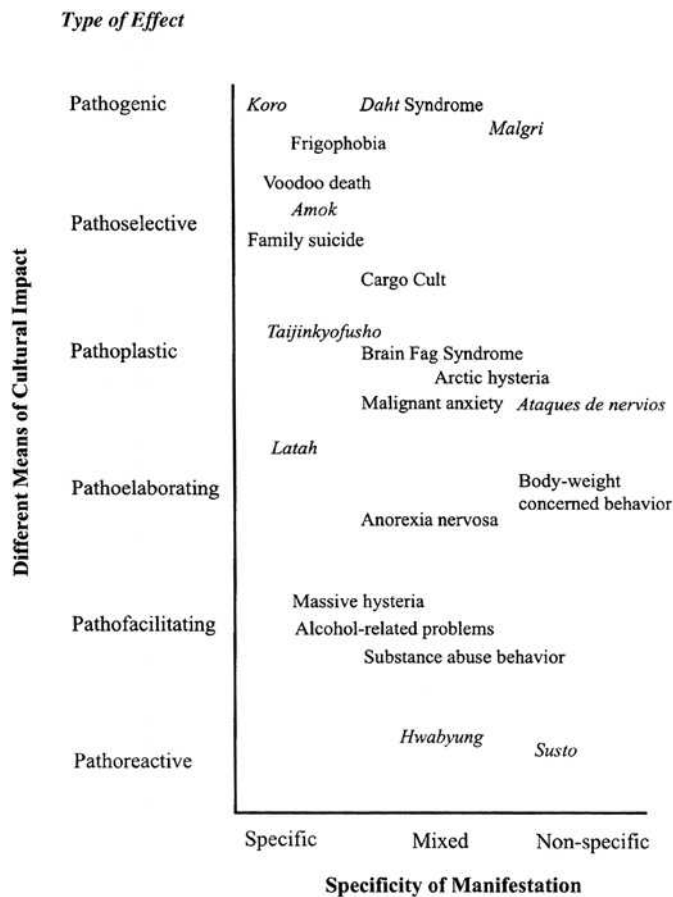 Type of Effect
Different Means of Cultural Impact
Pathogenic
Koro
Daht Syndrome
Malgri
Frigophobia
Voodoo death
Amok
Pathoselective
Family suicide
Cargo Cult
Taijinkyofusho
Pathoplastic
Brain Fag Syndrome
Arctic hysteria
Malignant anxiety
Ataques de nervios
Latah
Pathoelaborating
Body-weight
concerned behavior
Anorexia nervosa
Massive hysteria
Pathofacilitating
Alcohol-related problems
Substance abuse behavior
Hwabyung
Susto
Pathoreactive
Specific
Mixed
Non-specific
Specificity of Manifestation